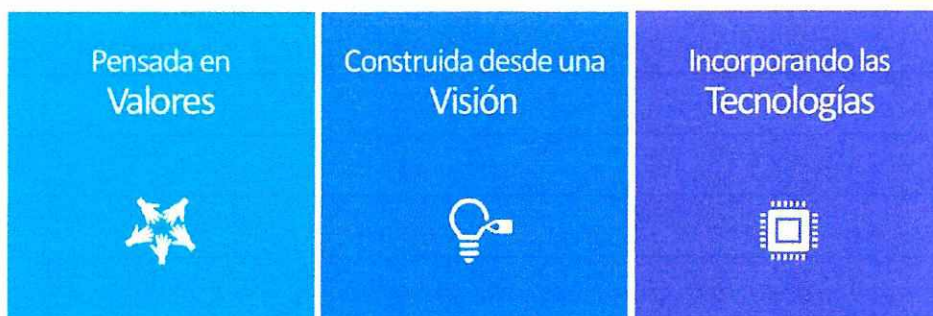 Pensada en
Valores
Construida desde una
Visión
Incorporando las
Tecnologías